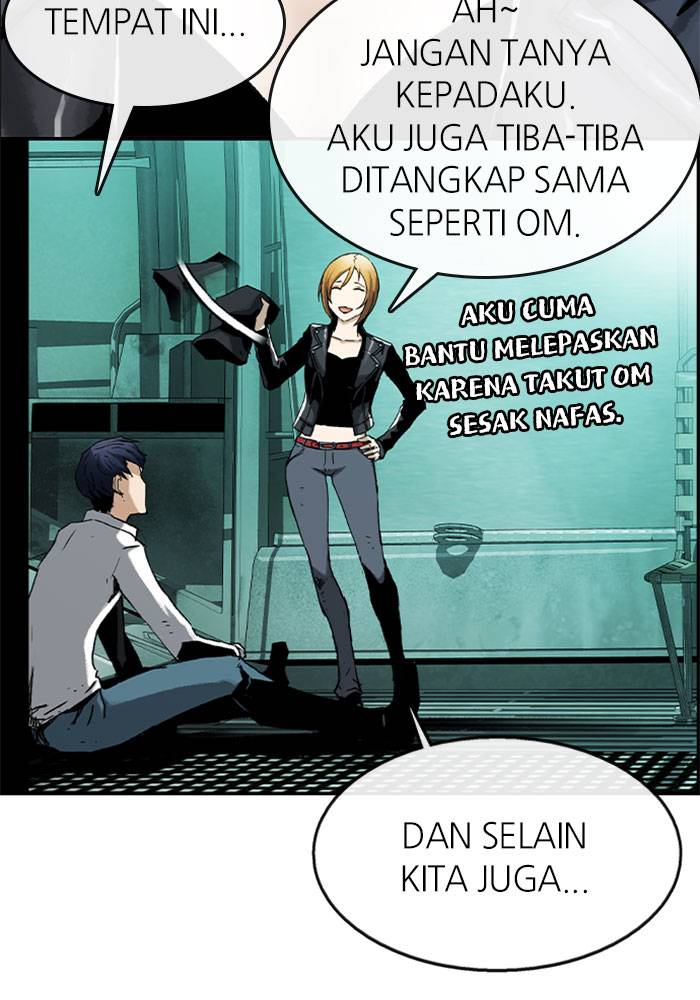 TEMPAT INI...
AH~
JANGAN TANYA
KEPADAKU.
AKU JUGA TIBA-TIBA
DITANGKAP SAMA
SEPERTI OM.
AKU CUMA
BANTU MELEPASKAN
KARENA TAKUT OM
SESAK NAFAS.
DAN SELAIN
KITA JUGA...